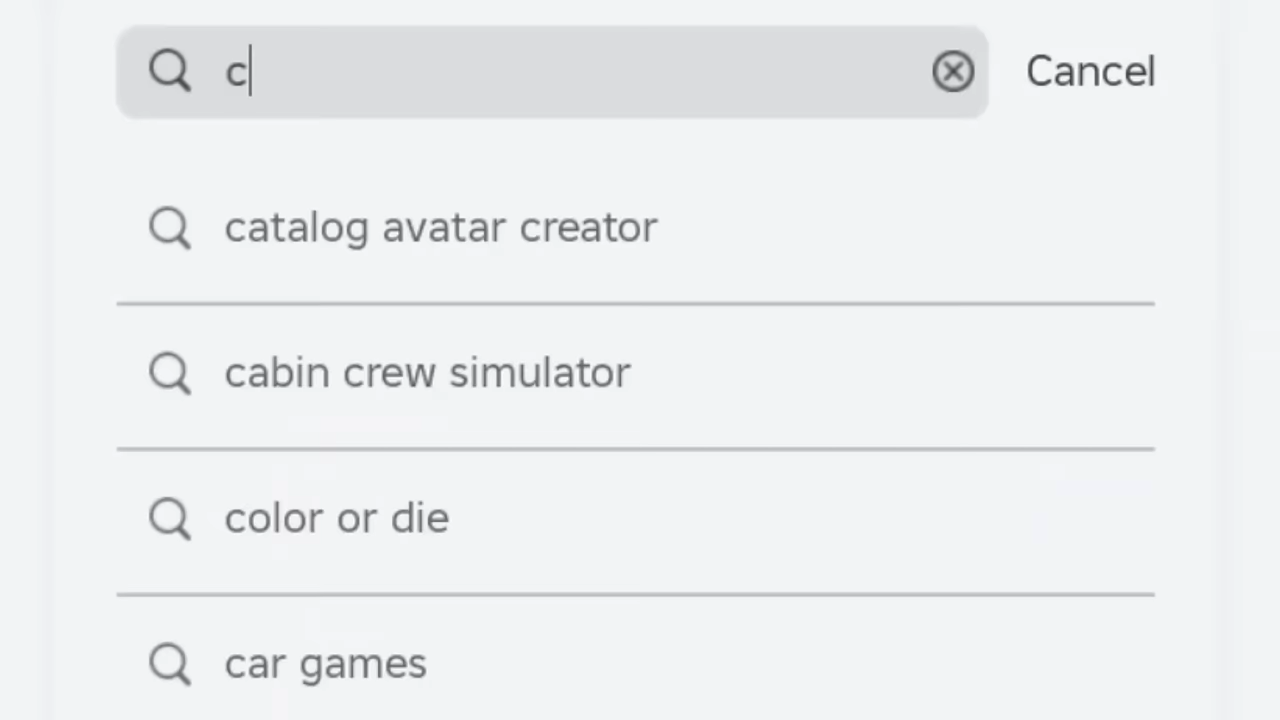 c Cancel
catalog avatar creator
cabin crew simulator
color or die
car games